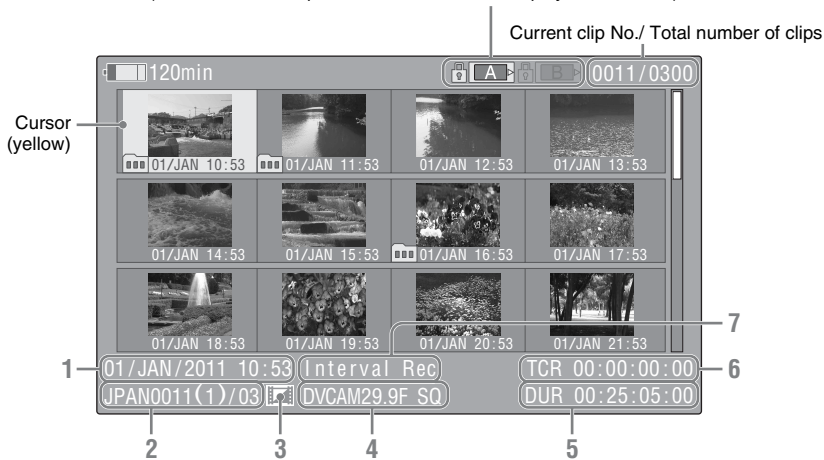 Current clip No./ Total number of clips
120min
A
B
0011/0300
Cursor
(yellow)
01/JAN 10:53
01/JAN 11:53
01/JAN 12:53
01/JAN 13:53
01/JAN 14:53
01/JAN 15:53
01/JAN 16:53
01/JAN 17:53
01/JAN 18:53
01/JAN 19:53
01/JAN 20:53
01/JAN 21:53
7
1
01/JAN/2011 10:53
Interval Rec
TCR 00:00:00:00
6
JPAN0011(1)/03
DVCAM29.9F SQ
DUR 00:25:05:00
2
3
4
5